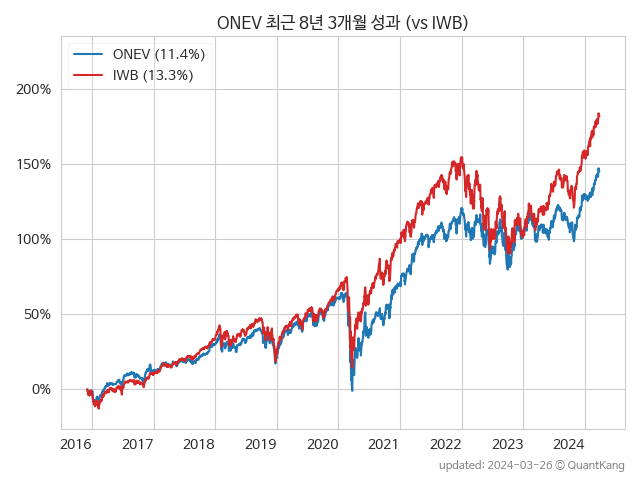 ONEV 최근 8년 3개월 성과 (vs IWB)
ONEV (11.4%)
IWB (13.3%)
200%
150%
100%
50%
0%
2016 2017 2018 2019 2020 2021 2022 2023 2024
updated: 2024-03-26 © QuantKang